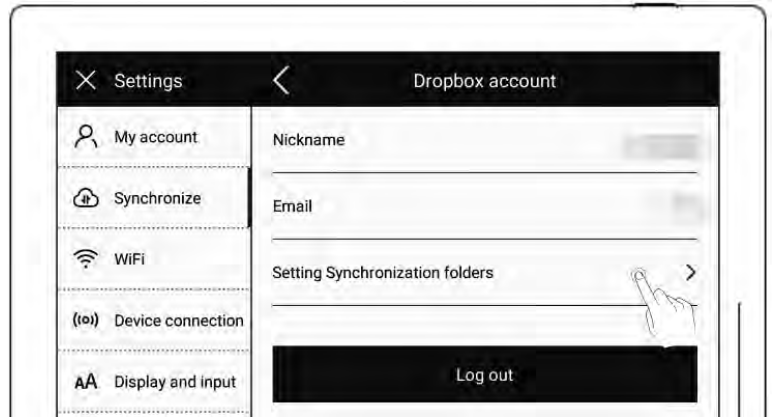 Settings
Dropbox account
My account
Nickname
Synchronize
Email
WiFi
Setting Synchronization folders
Device connection
Log out
AA Display and input